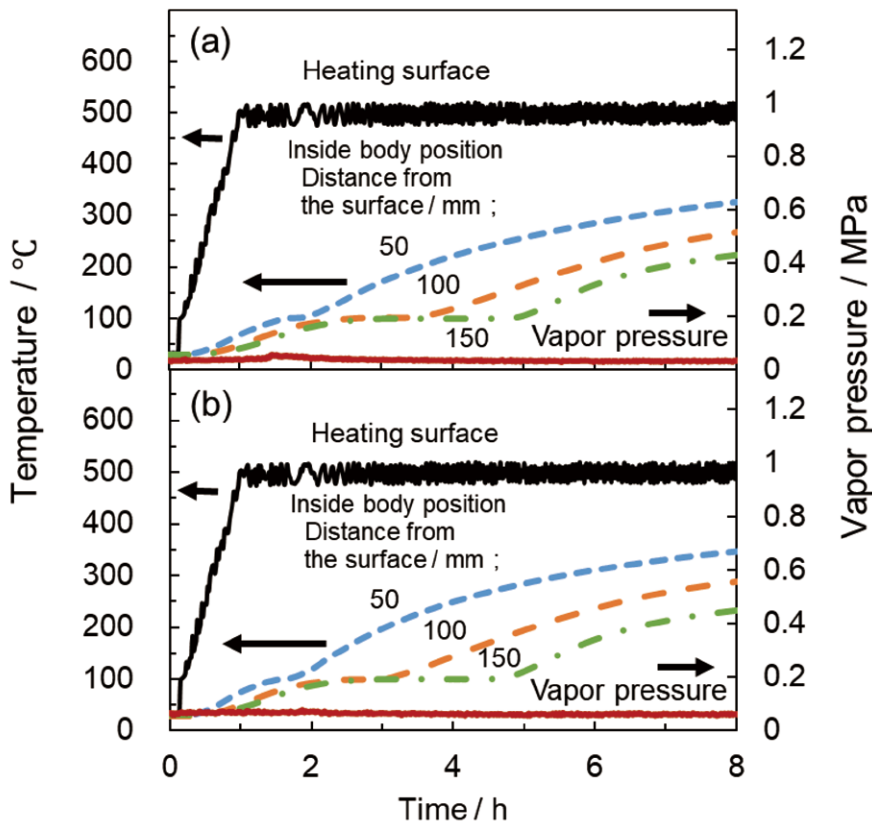 (a)
Heating surface
Inside body position
Distance from
the surface / mm ;
50
100
150
Vapor pressure
600
500
400
300
200
100
0
1.2
1
0.8
0.6
0.4
0.2
0
(b)
Heating surface
Inside body position
Distance from
the surface / mm ;
50
100
150
Vapor pressure
600
500
400
300
200
100
0
1.2
1
0.8
0.6
0.4
0.2
0
Temperature / °C
Vapor pressure / MPa
0
2
4
6
8
Time / h